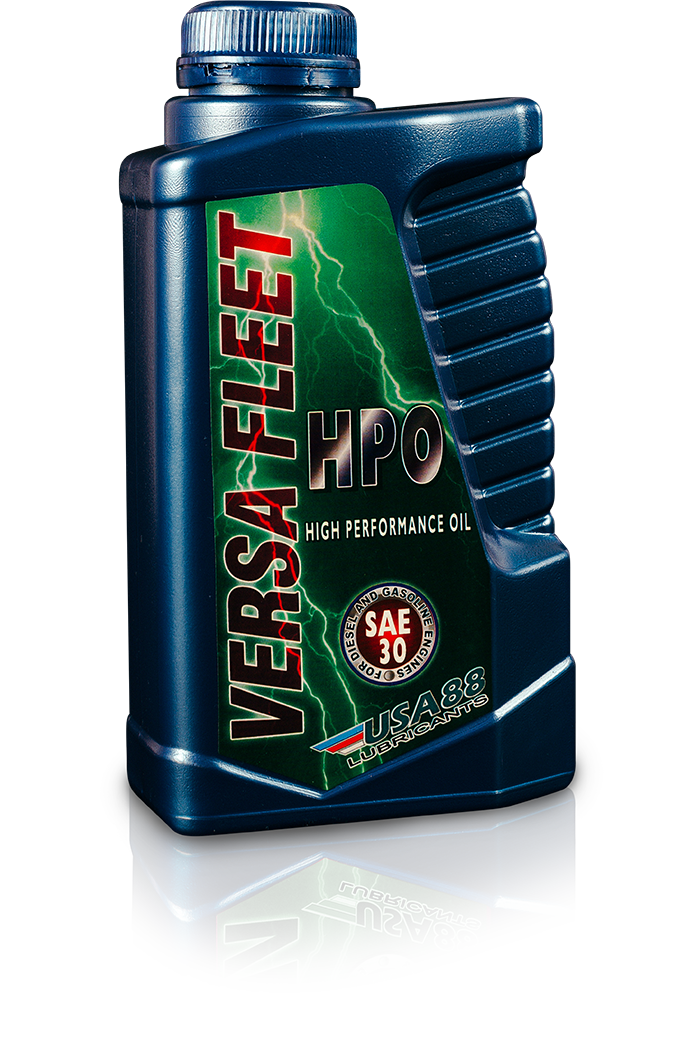 VERSA FLEET
HPO
HIGH PERFORMANCE OIL
FOR DIESEL AND GASOLINE ENGINES
SAE
30
USA88
LUBRICANTS